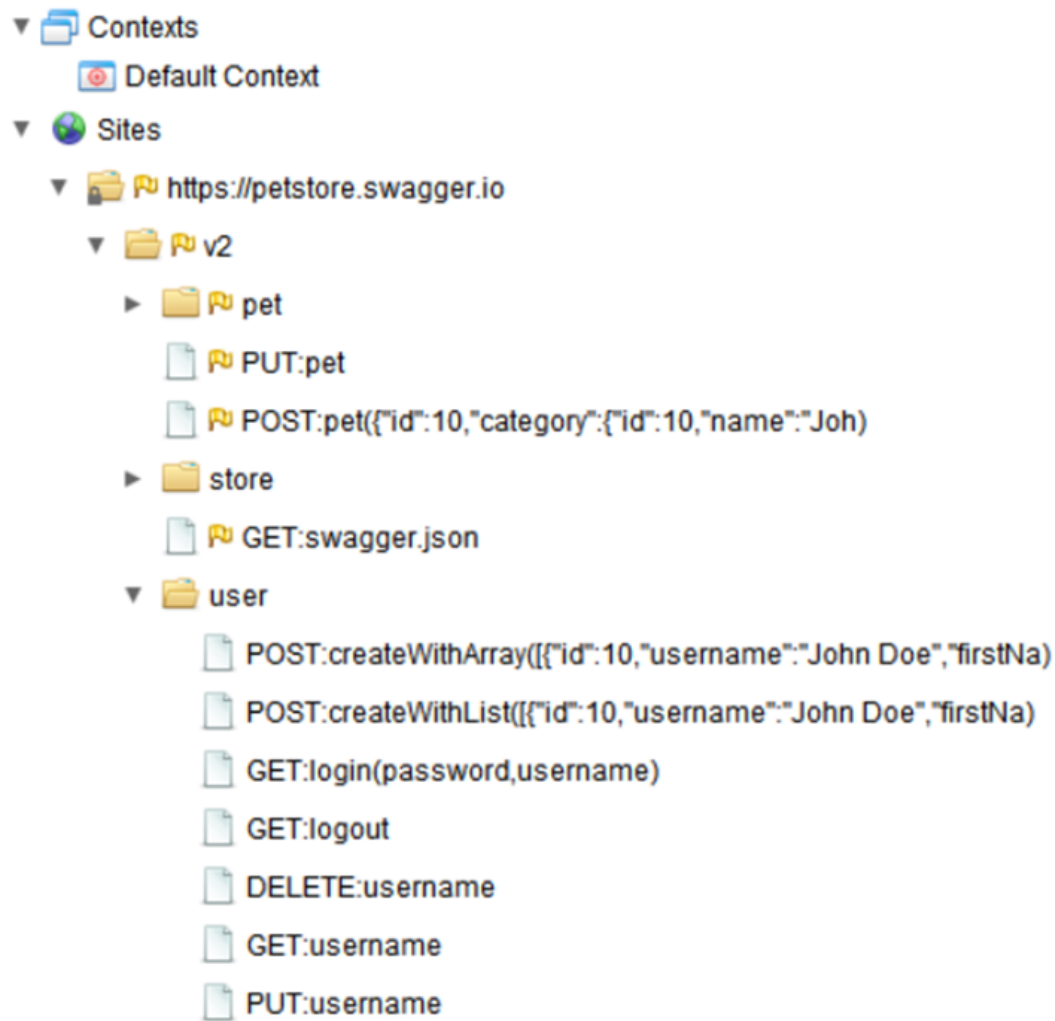 Contexts
Default Context
Sites
https://petstore.swagger.io
v2
pet
PUT:pet
POST:pet({"id":10,"category":{"id":10,"name":"Joh)
store
GET:swagger.json
user
POST:createWithArray([{"id":10,"username":"John Doe","firstNa)
POST:createWithList([{"id":10,"username":"John Doe","firstNa)
GET:login(password,username)
GET:logout
DELETE:username
GET:username
PUT:username